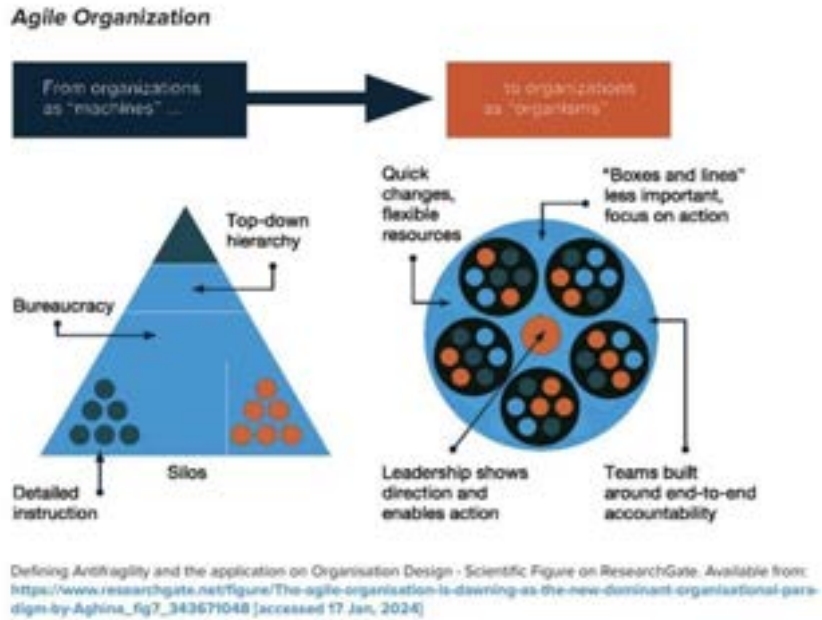 Agile Organization
From organizations
as "machines" ...
... to organizations
as "organisms"
Quick
changes,
flexible
resources
"Boxes and lines"
less important,
focus on action
Top-down
hierarchy
Bureaucracy
Silos
Detailed
instruction
Leadership shows
direction and
enables action
Teams built
around end-to-end
accountability
Defining Antifragility and the application on Organisation Design - Scientific Figure on ResearchGate. Available from:
https://www.researchgate.net/figure/The-agile-organisation-is-dawning-as-the-new-dominant-organisational-para-
digm-by-Aghina_fig7_343671048 [accessed 17 Jan, 2024]